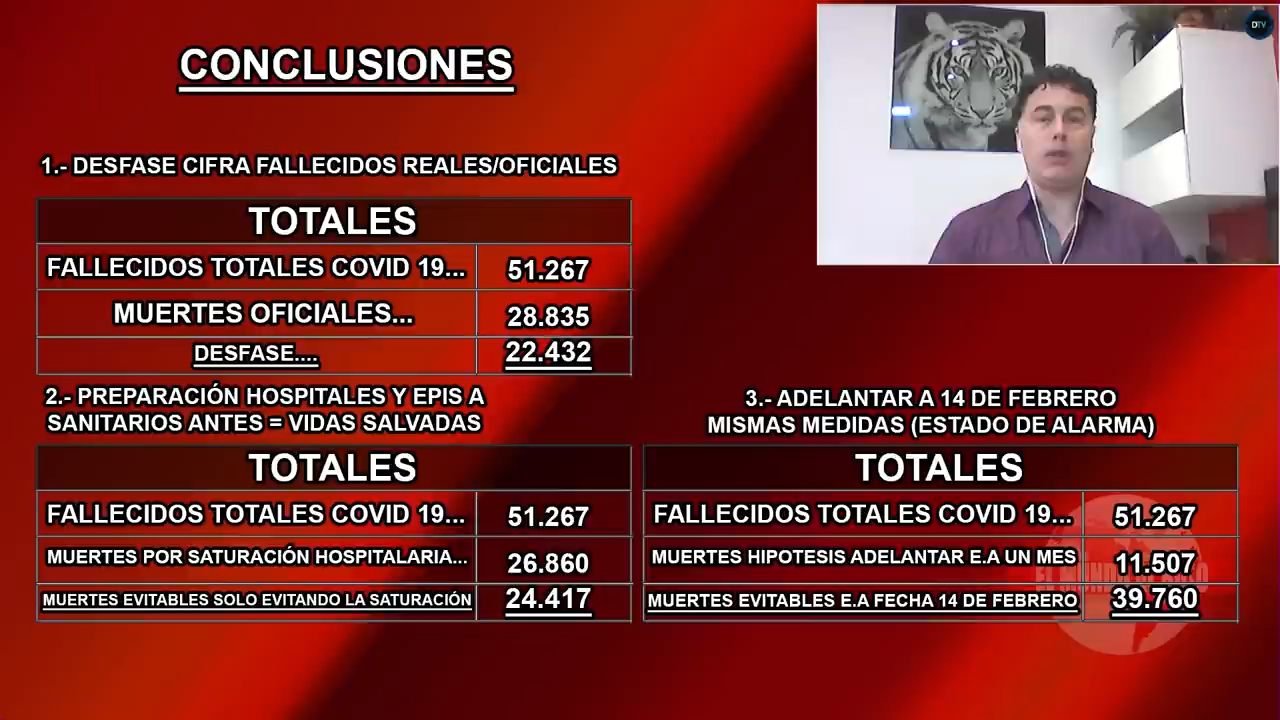 CONCLUSIONES
DTV
1.- DESFASE CIFRA FALLECIDOS REALES/OFICIALES
TOTALES
FALLECIDOS TOTALES COVID 19... 51.267
MUERTES OFICIALES... 28.835
DESFASE.... 22.432
2.- PREPARACIÓN HOSPITALES Y EPIS A
SANITARIOS ANTES = VIDAS SALVADAS
TOTALES
FALLECIDOS TOTALES COVID 19... 51.267
MUERTES POR SATURACIÓN HOSPITALARIA... 26.860
MUERTES EVITABLES SOLO EVITANDO LA SATURACIÓN 24.417
3.- ADELANTAR A 14 DE FEBRERO
MISMAS MEDIDAS (ESTADO DE ALARMA)
TOTALES
FALLECIDOS TOTALES COVID 19... 51.267
MUERTES HIPOTESIS ADELANTAR E.A UN MES 11.507
MUERTES EVITABLES E.A FECHA 14 DE FEBRERO 39.760